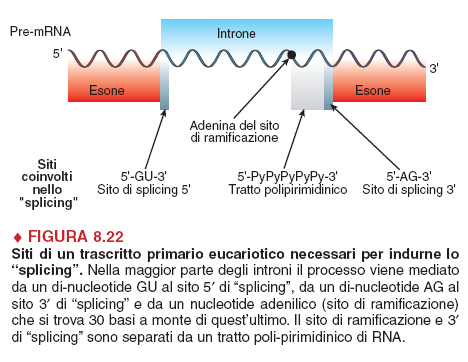 Pre-mRNA
Introne
5'
3'
Esone
Esone
Adenina del sito
di ramificazione
Siti
coinvolti
nello
"splicing"
5'-GU-3'
Sito di splicing 5'
5'-PyPyPyPyPy-3'
Tratto polipirimidinico
5'-AG-3'
Sito di splicing 3'
♦ FIGURA 8.22
Siti di un trascritto primario eucariotico necessari per indurne lo
“splicing”. Nella maggior parte degli introni il processo viene mediato
da un di-nucleotide GU al sito 5′ di “splicing”, da un di-nucleotide AG al
sito 3′ di “splicing” e da un nucleotide adenilico (sito di ramificazione)
che si trova 30 basi a monte di quest’ultimo. Il sito di ramificazione e 3′
di “splicing” sono separati da un tratto poli-pirimidinico di RNA.